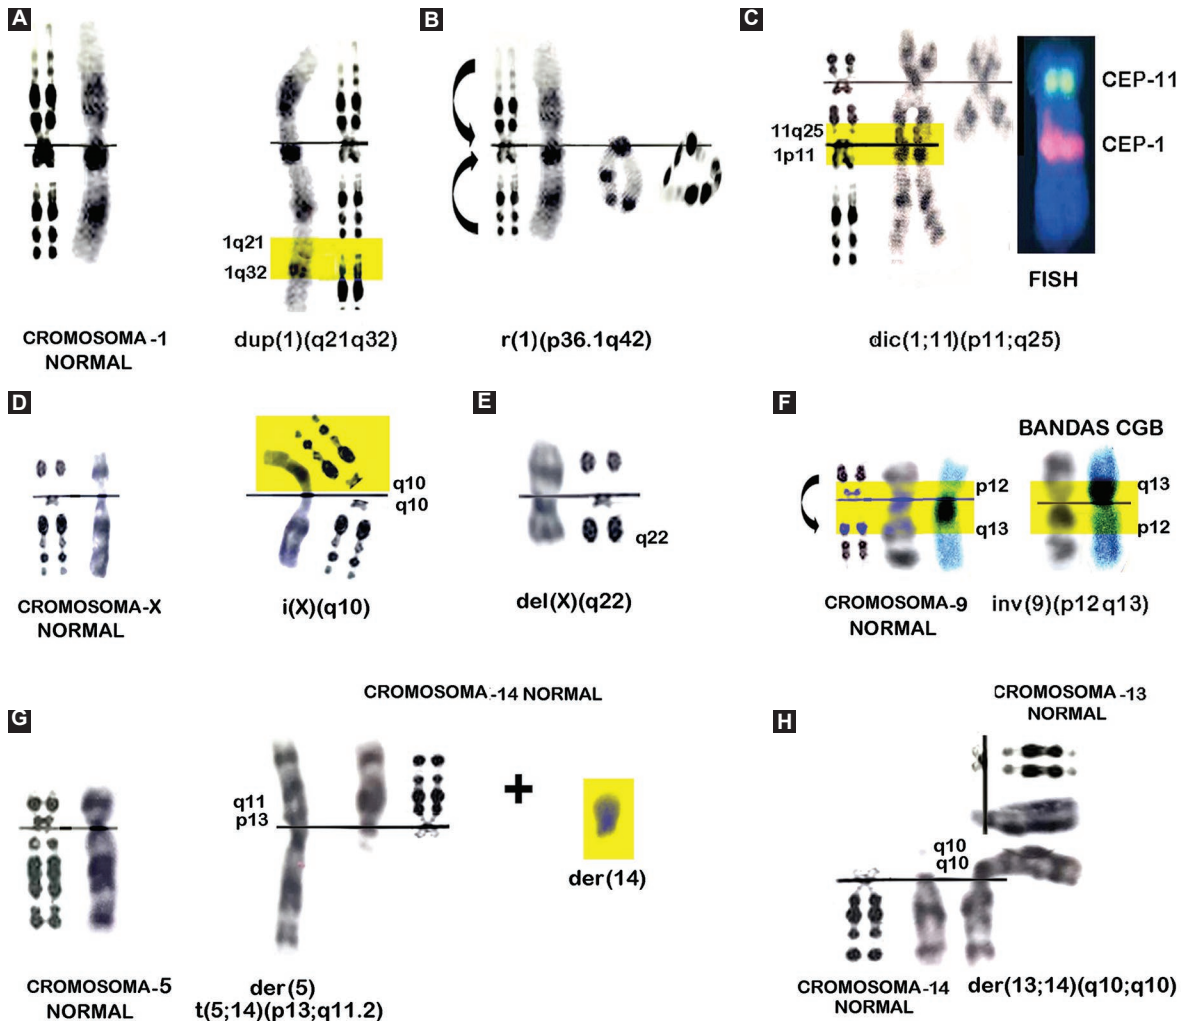 A
B
C
CEP-11
CEP-1
11q25
1p11
1q21
1q32
FISH
CROMOSOMA-1
NORMAL
dup(1)(q21q32)
r(1)(p36.1q42)
dic(1;11)(p11;q25)
D
E
F
BANDAS CGB
q10
q10
q22
p12
q13
q13
p12
CROMOSOMA-X
NORMAL
i(X)(q10)
del(X)(q22)
CROMOSOMA-9
NORMAL
inv(9)(p12q13)
CROMOSOMA-14 NORMAL
CROMOSOMA-13
NORMAL
G
H
q11
p13
+
der(14)
q10
q10
CROMOSOMA-5
NORMAL
der(5)
t(5;14)(p13;q11.2)
CROMOSOMA-14
NORMAL
der(13;14)(q10;q10)